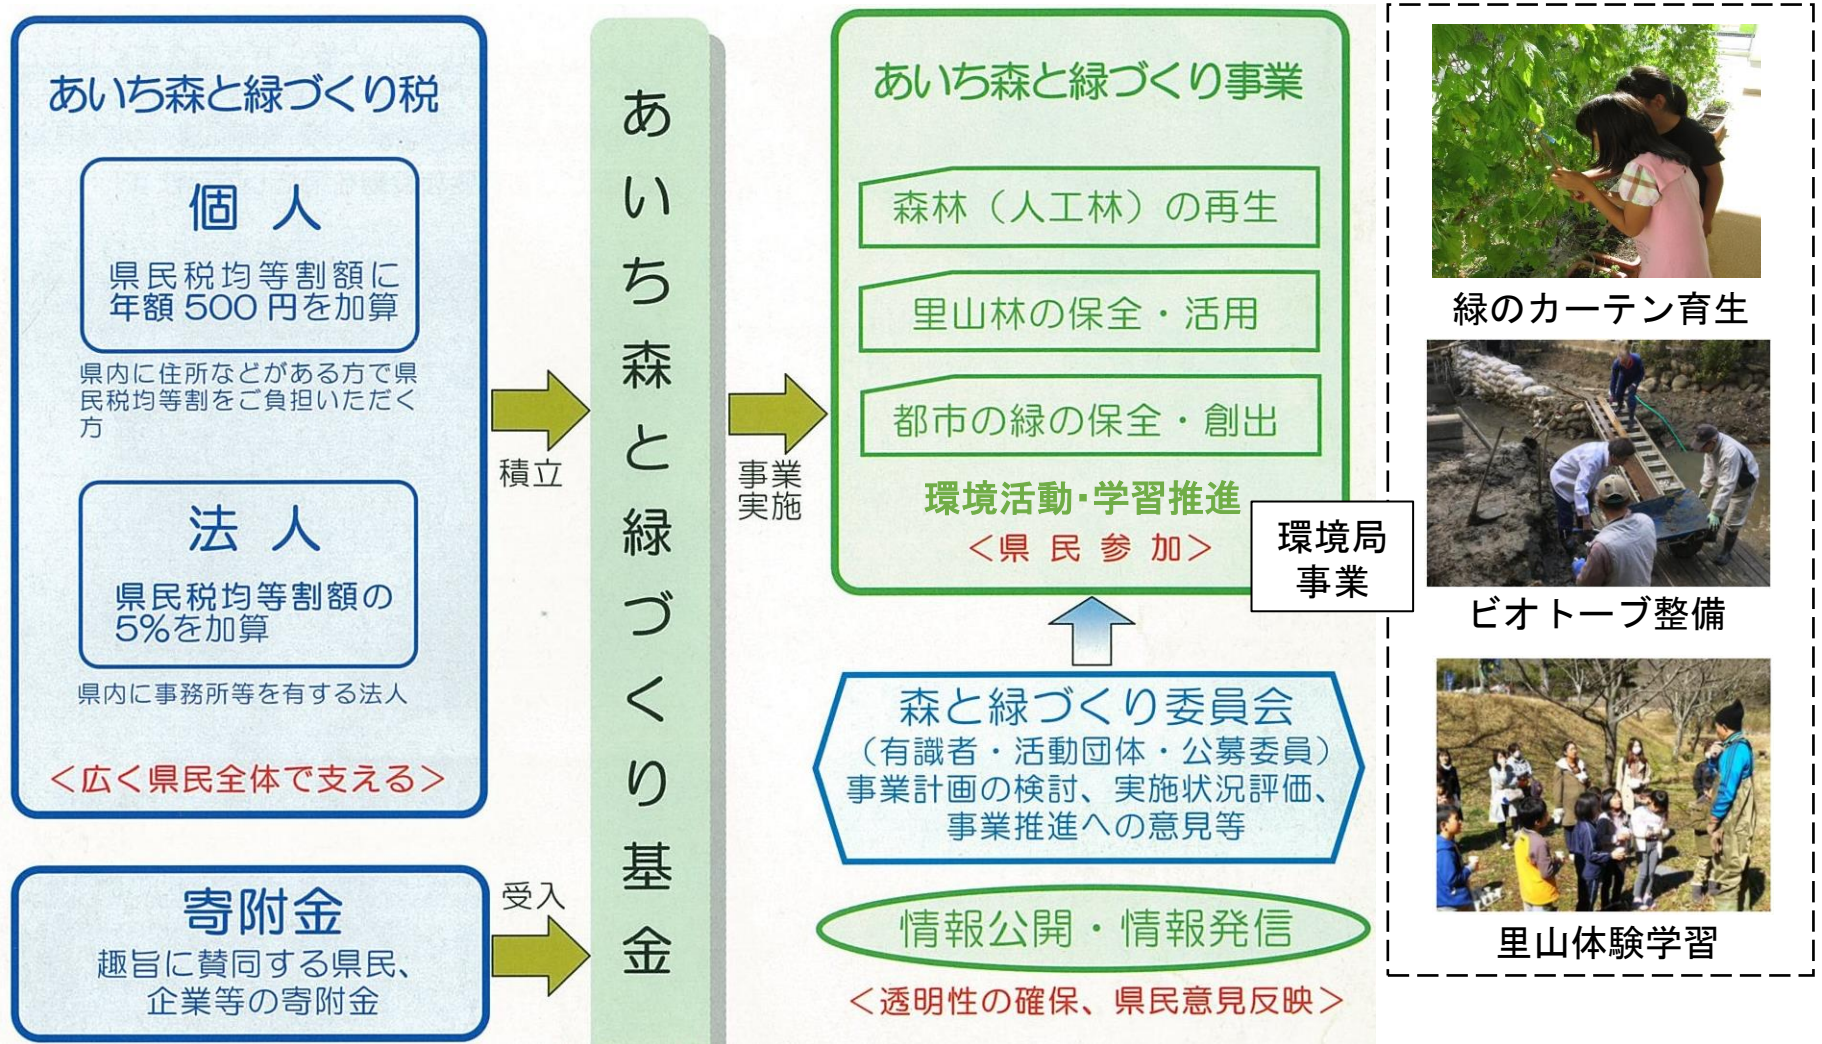 あいち森と緑づくり税
個人
県民税均等割額に
年額500円を加算
県内に住所などがある方で県
民税均等割をご負担いただく
方
法人
県民税均等割額の
5%を加算
県内に事務所等を有する法人
＜広く県民全体で支える＞
寄附金
趣旨に賛同する県民、
企業等の寄附金
積立
受入
あいち森と緑づくり基金
事業
実施
あいち森と緑づくり事業
森林（人工林）の再生
里山林の保全・活用
都市の緑の保全・創出
環境活動・学習推進
＜県民参加＞
環境局
事業
森と緑づくり委員会
（有識者・活動団体・公募委員）
事業計画の検討、実施状況評価、
事業推進への意見等
情報公開・情報発信
＜透明性の確保、県民意見反映＞
緑のカーテン育生
ビオトーブ整備
里山体験学習